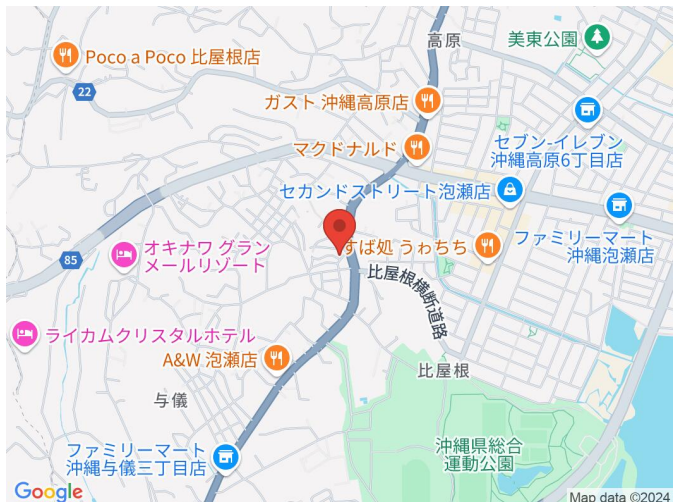 高原
美東公園
Poco a Poco 比屋根店
22
ガスト 沖縄高原店
マクドナルド
セブン-イレブン
沖縄高原6丁目店
セカンドストリート泡瀬店
ファミリーマート
沖縄泡瀬店
すば処 うゎちち
オキナワ グラン
メールリゾート
85
比屋根横断道路
ライカムクリスタルホテル
A&W 泡瀬店
比屋根
与儀
沖縄県総合
運動公園
ファミリーマート
沖縄与儀三丁目店
Google
Map data ©2024